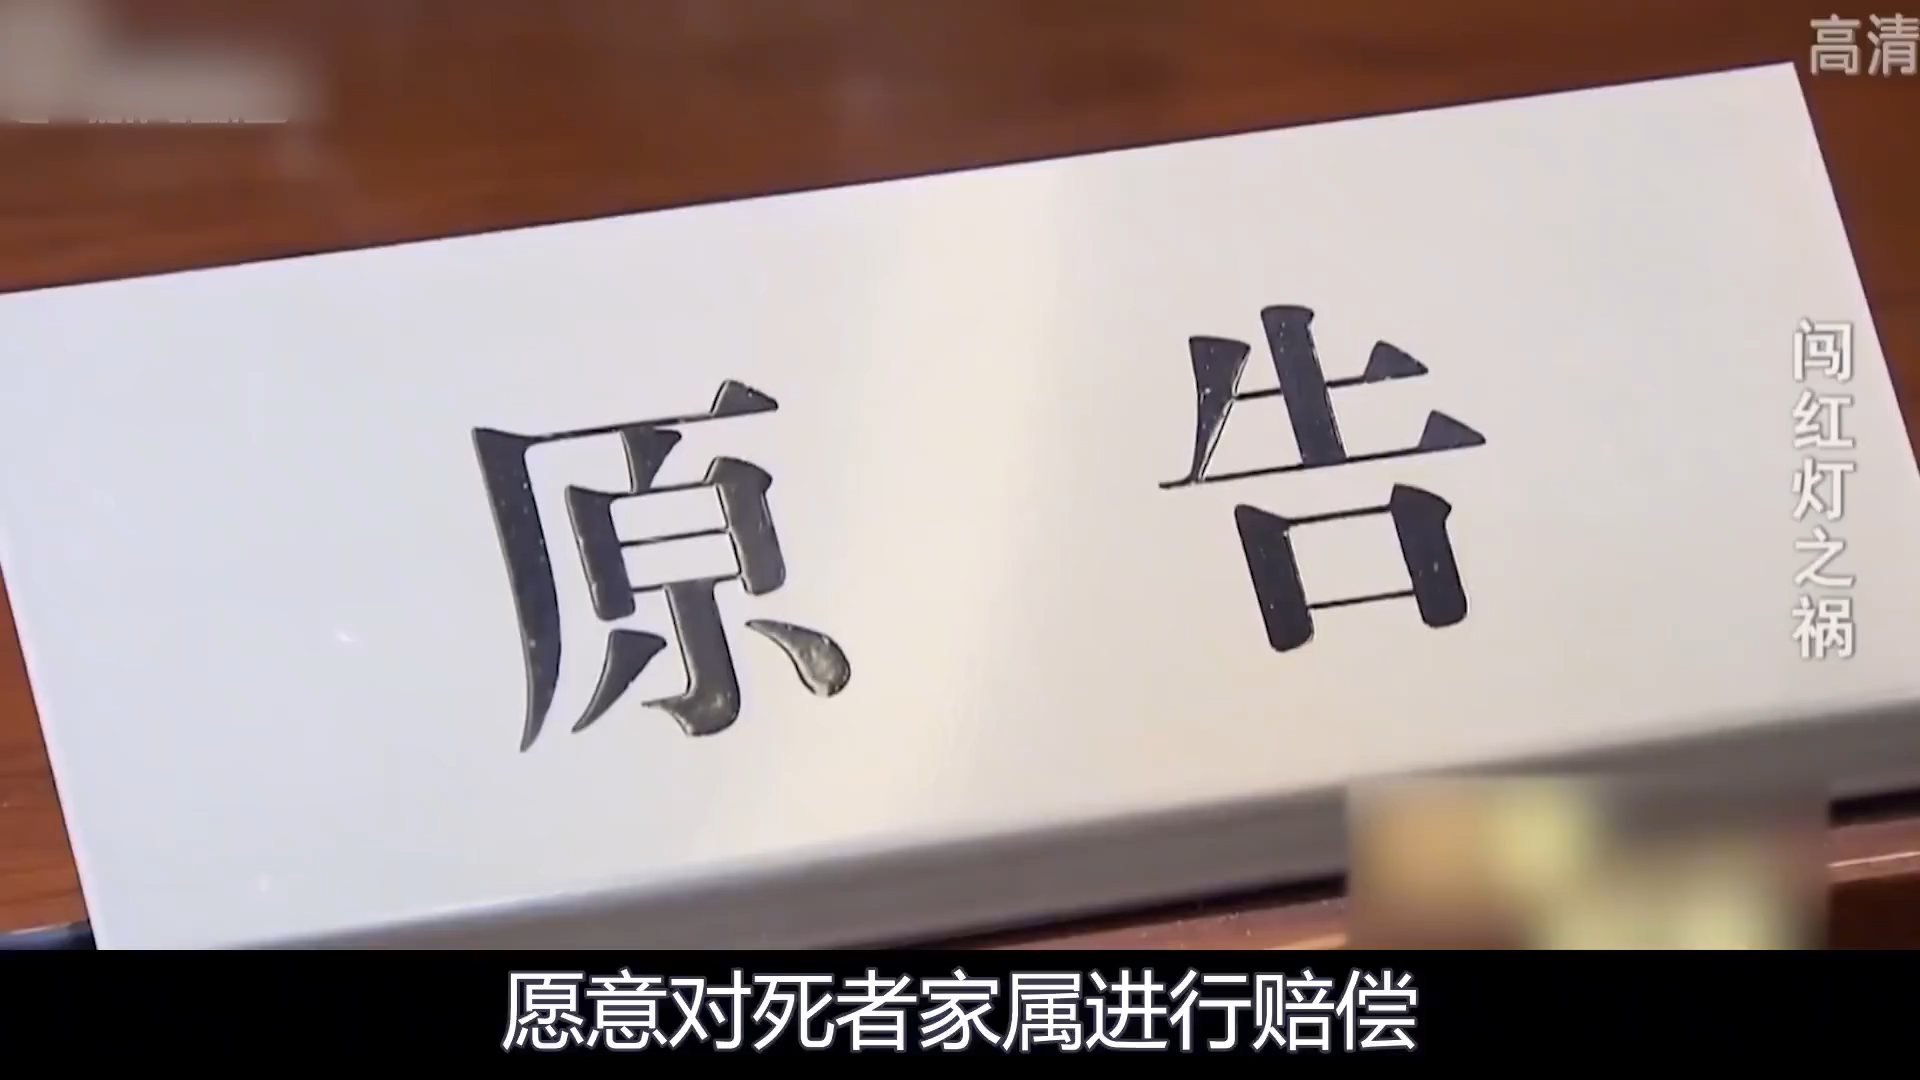 高清
原告
闯红灯之祸
愿意对死者家属进行赔偿